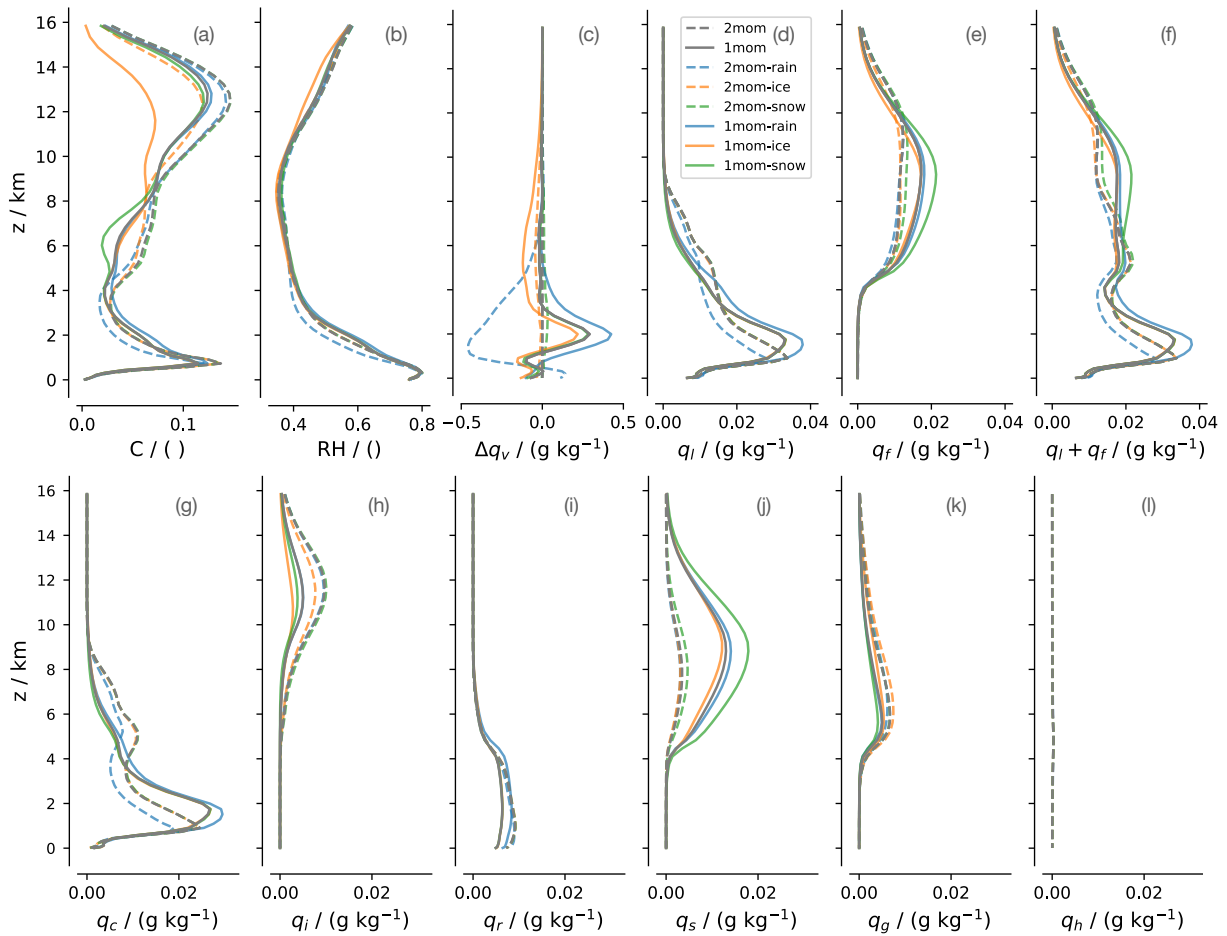 (a) (b) (c) (d) (e) (f)
2mom
1mom
2mom-rain
2mom-ice
2mom-snow
1mom-rain
1mom-ice
1mom-snow
16
14
12
10
8
6
4
2
0
z / km
0.0 0.1 0.4 0.6 0.8 −0.5 0.0 0.5 0.00 0.02 0.04 0.00 0.02 0.04 0.00 0.02 0.04
C / ( ) RH / () Δqᵥ / (g kg⁻¹) qₗ / (g kg⁻¹) q_f / (g kg⁻¹) qₗ + q_f / (g kg⁻¹)
(g) (h) (i) (j) (k) (l)
16
14
12
10
8
6
4
2
0
z / km
0.00 0.02 0.00 0.02 0.00 0.02 0.00 0.02 0.00 0.02 0.00 0.02
q_c / (g kg⁻¹) q_i / (g kg⁻¹) q_r / (g kg⁻¹) q_s / (g kg⁻¹) q_g / (g kg⁻¹) q_h / (g kg⁻¹)